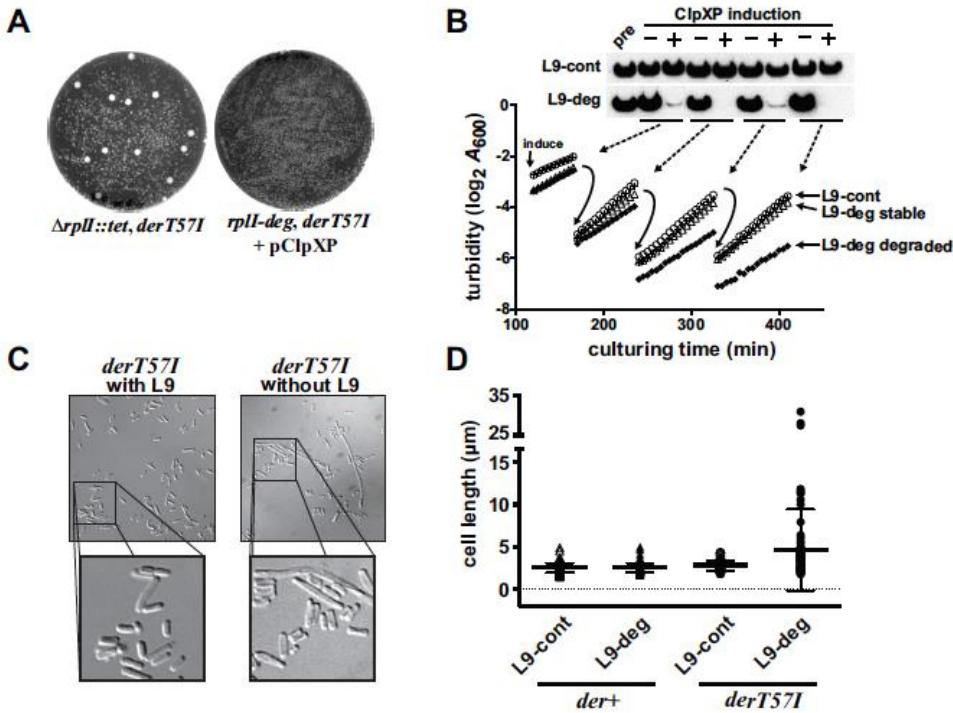 A
ΔrplI::tet, derT57I
rplI-deg, derT57I
+ pClpXP
B
ClpXP induction
pre − + − + − + − +
L9-cont
L9-deg
turbidity (log2 A600)
0
-2
-4
-6
-8
induce
L9-cont
L9-deg stable
L9-deg degraded
100 200 300 400
culturing time (min)
C
derT57I
with L9
derT57I
without L9
D
cell length (µm)
35
25
15
10
5
0
L9-cont
L9-deg
L9-cont
L9-deg
der+
derT57I